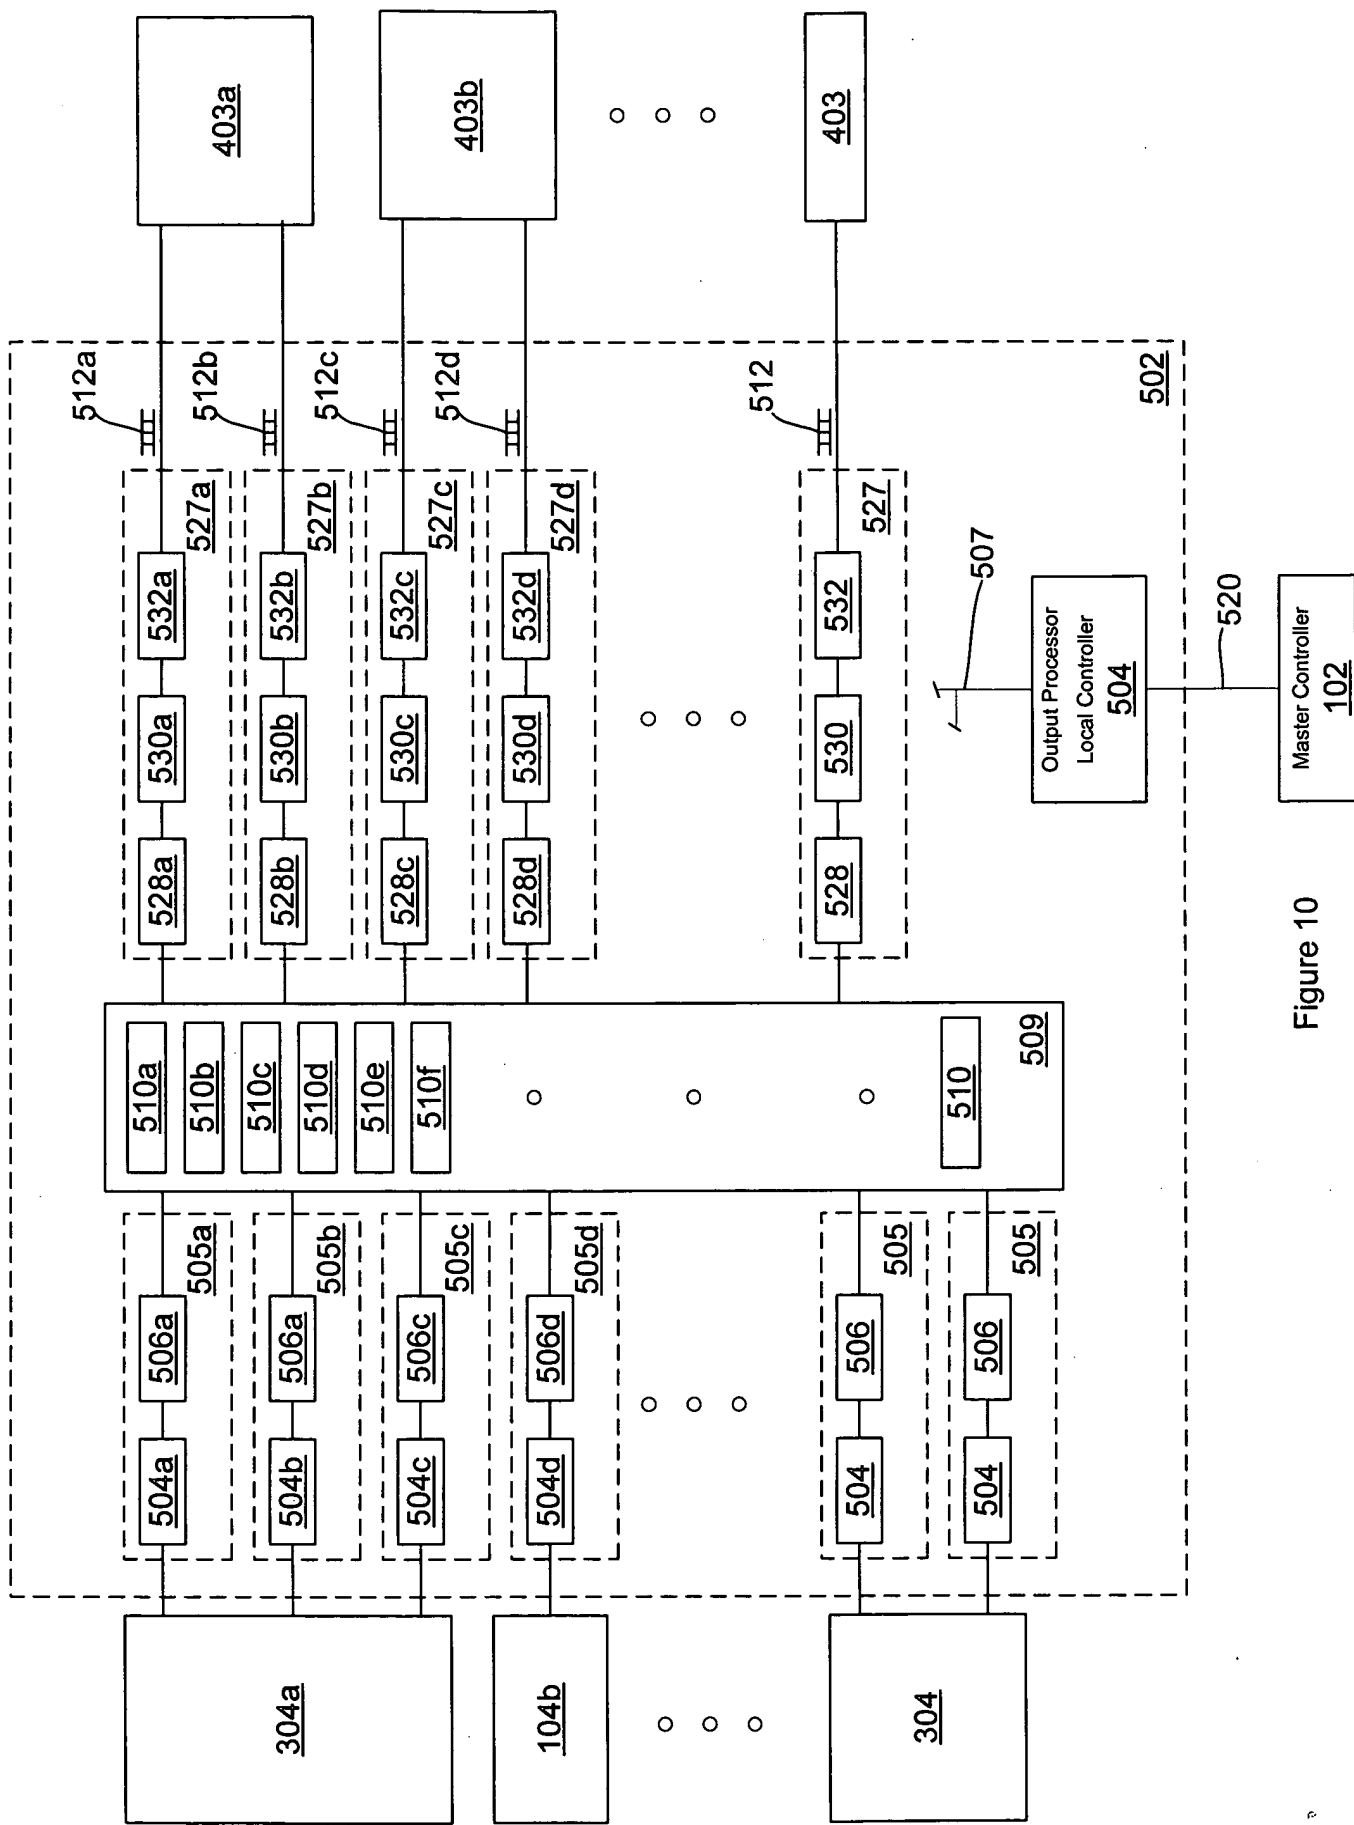 304a
104b
304
504a
506a
505a
504b
506a
505b
504c
506c
505c
504d
506d
505d
504
506
505
504
506
505
510a
510b
510c
510d
510e
510f
510
509
528a
530a
532a
527a
528b
530b
532b
527b
528c
530c
532c
527c
528d
530d
532d
527d
528
530
532
527
512a
512b
512c
512d
512
403a
403b
403
502
507
Output Processor
Local Controller
504
520
Master Controller
102
Figure 10